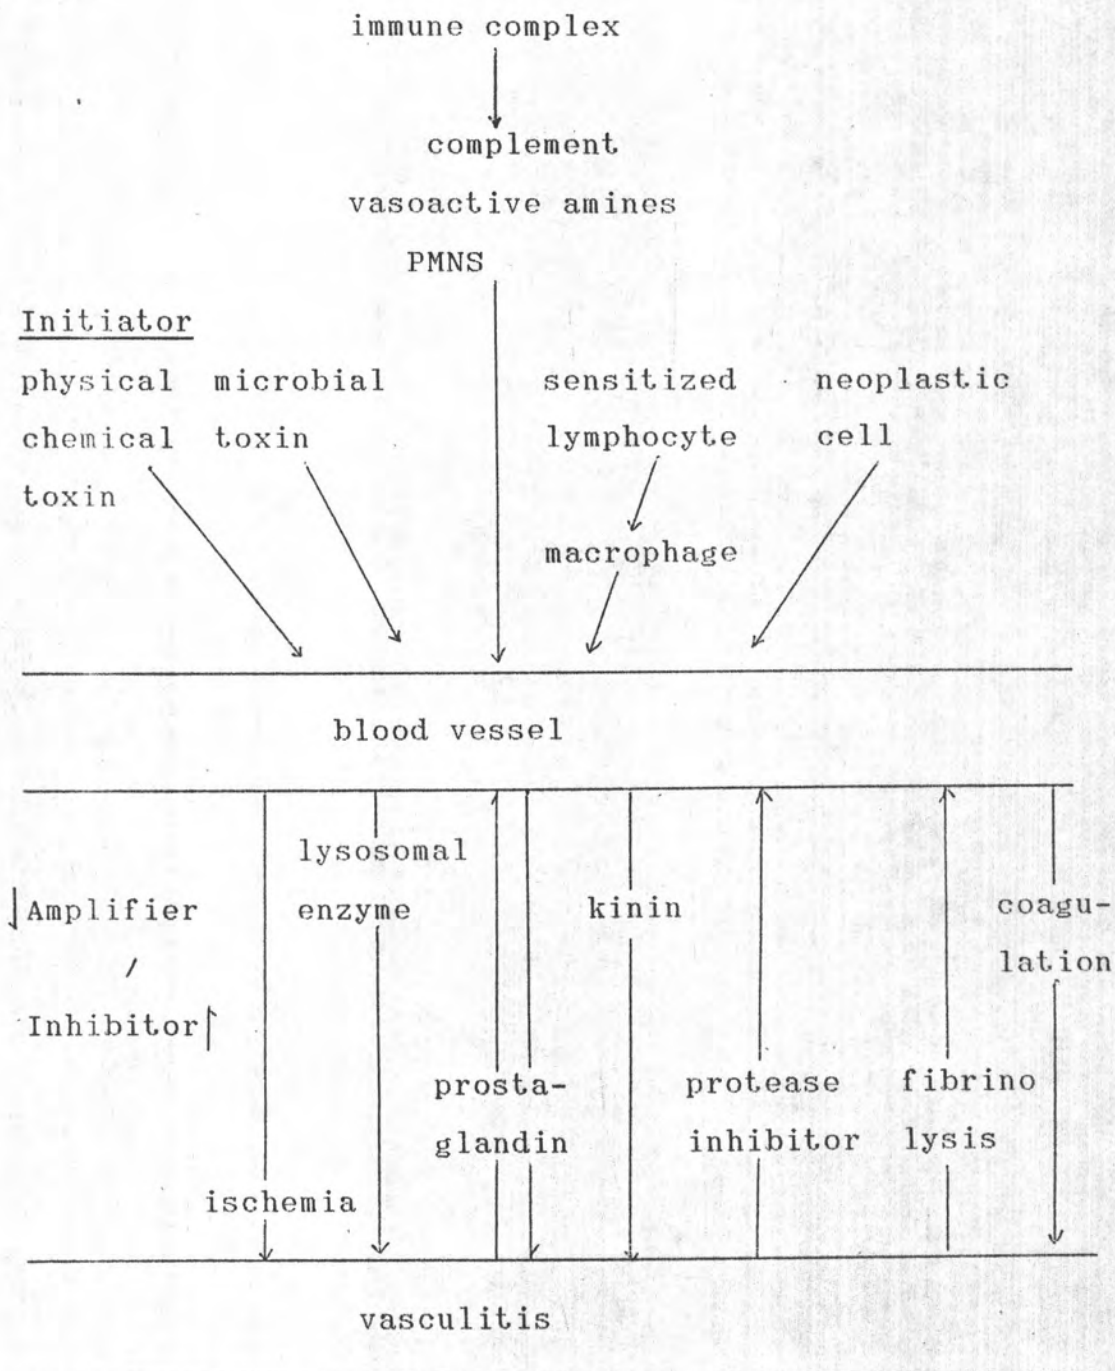 immune complex
complement
vasoactive amines
PMNS
Initiator
physical microbial sensitized neoplastic
chemical toxin lymphocyte cell
toxin
macrophage
blood vessel
lysosomal
Amplifier enzyme kinin coagu-
/ lation
Inhibitor
prosta- protease fibrino
glandin inhibitor lysis
ischemia
vasculitis